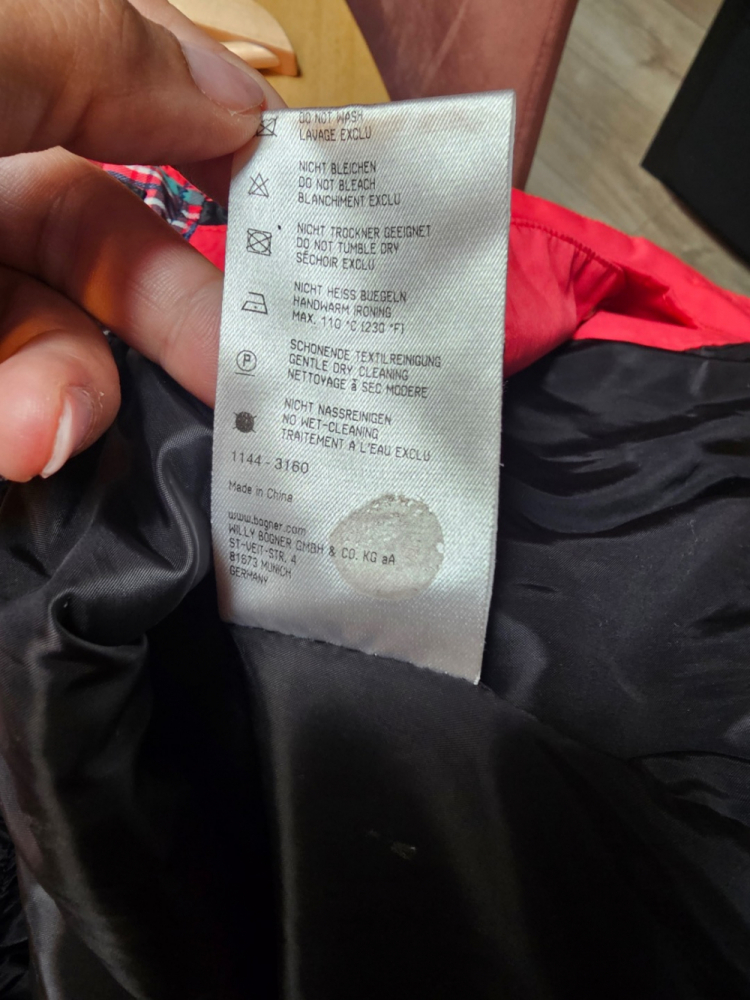 DO NOT WASH
LAVAGE EXCLU
NICHT BLEICHEN
DO NOT BLEACH
BLANCHIMENT EXCLU
NICHT TROCKNER GEEIGNET
DO NOT TUMBLE DRY
SÉCHOIR EXCLU
NICHT HEISS BUEGELN
HANDWARM IRONING
MAX. 110 °C (230 °F)
P
SCHONENDE TEXTILREINIGUNG
GENTLE DRY CLEANING
NETTOYAGE à SEC MODERE
NICHT NASSREINIGEN
NO WET-CLEANING
TRAITEMENT A L'EAU EXCLU
1144 - 3160
Made in China
www.bogner.com
WILLY BOGNER GMBH & CO. KG aA
ST-VEIT-STR. 4
81673 MUNICH
GERMANY